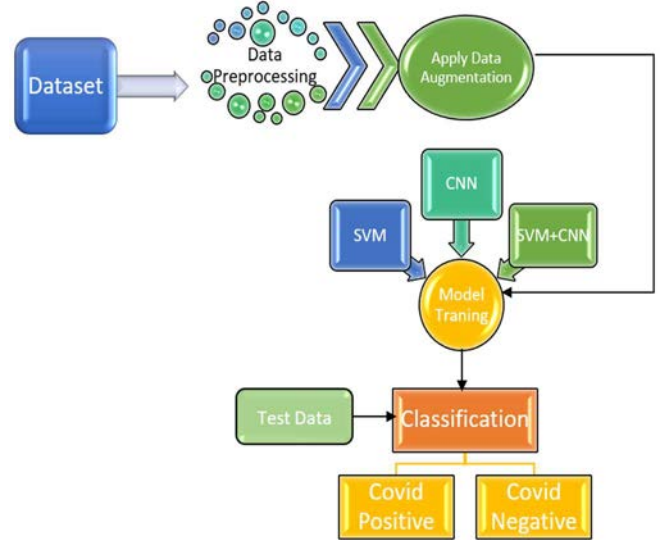 Dataset
Data
Preprocessing
Apply Data
Augmentation
CNN
SVM
SVM+CNN
Model
Traning
Test Data
Classification
Covid
Positive
Covid
Negative